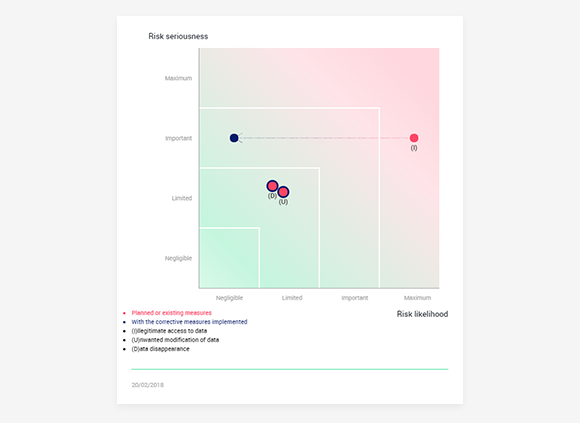 Risk seriousness
Maximum
Important
(I)
Limited
(D)
(U)
Negligible
Negligible
Limited
Important
Maximum
Risk likelihood
Planned or existing measures
With the corrective measures implemented
(I)llegitimate access to data
(U)nwanted modification of data
(D)ata disappearance
20/02/2018